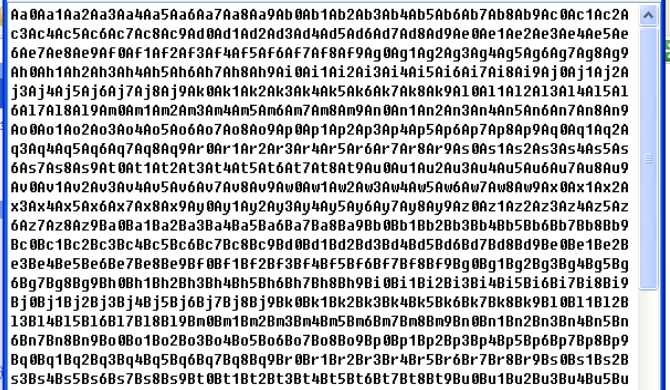 Aa0Aa1Aa2Aa3Aa4Aa5Aa6Aa7Aa8Aa9Ab0Ab1Ab2Ab3Ab4Ab5Ab6Ab7Ab8Ab9Ac0Ac1Ac2A
c3Ac4Ac5Ac6Ac7Ac8Ac9Ad0Ad1Ad2Ad3Ad4Ad5Ad6Ad7Ad8Ad9Ae0Ae1Ae2Ae3Ae4Ae5Ae
6Ae7Ae8Ae9Af0Af1Af2Af3Af4Af5Af6Af7Af8Af9Ag0Ag1Ag2Ag3Ag4Ag5Ag6Ag7Ag8Ag9
Ah0Ah1Ah2Ah3Ah4Ah5Ah6Ah7Ah8Ah9Ai0Ai1Ai2Ai3Ai4Ai5Ai6Ai7Ai8Ai9Aj0Aj1Aj2A
j3Aj4Aj5Aj6Aj7Aj8Aj9Ak0Ak1Ak2Ak3Ak4Ak5Ak6Ak7Ak8Ak9Al0Al1Al2Al3Al4Al5Al
6Al7Al8Al9Am0Am1Am2Am3Am4Am5Am6Am7Am8Am9An0An1An2An3An4An5An6An7An8An9
Ao0Ao1Ao2Ao3Ao4Ao5Ao6Ao7Ao8Ao9Ap0Ap1Ap2Ap3Ap4Ap5Ap6Ap7Ap8Ap9Aq0Aq1Aq2A
q3Aq4Aq5Aq6Aq7Aq8Aq9Ar0Ar1Ar2Ar3Ar4Ar5Ar6Ar7Ar8Ar9As0As1As2As3As4As5As
6As7As8As9At0At1At2At3At4At5At6At7At8At9Au0Au1Au2Au3Au4Au5Au6Au7Au8Au9
Av0Av1Av2Av3Av4Av5Av6Av7Av8Av9Aw0Aw1Aw2Aw3Aw4Aw5Aw6Aw7Aw8Aw9Ax0Ax1Ax2A
x3Ax4Ax5Ax6Ax7Ax8Ax9Ay0Ay1Ay2Ay3Ay4Ay5Ay6Ay7Ay8Ay9Az0Az1Az2Az3Az4Az5Az
6Az7Az8Az9Ba0Ba1Ba2Ba3Ba4Ba5Ba6Ba7Ba8Ba9Bb0Bb1Bb2Bb3Bb4Bb5Bb6Bb7Bb8Bb9
Bc0Bc1Bc2Bc3Bc4Bc5Bc6Bc7Bc8Bc9Bd0Bd1Bd2Bd3Bd4Bd5Bd6Bd7Bd8Bd9Be0Be1Be2B
e3Be4Be5Be6Be7Be8Be9Bf0Bf1Bf2Bf3Bf4Bf5Bf6Bf7Bf8Bf9Bg0Bg1Bg2Bg3Bg4Bg5Bg
6Bg7Bg8Bg9Bh0Bh1Bh2Bh3Bh4Bh5Bh6Bh7Bh8Bh9Bi0Bi1Bi2Bi3Bi4Bi5Bi6Bi7Bi8Bi9
Bj0Bj1Bj2Bj3Bj4Bj5Bj6Bj7Bj8Bj9Bk0Bk1Bk2Bk3Bk4Bk5Bk6Bk7Bk8Bk9Bl0Bl1Bl2B
l3Bl4Bl5Bl6Bl7Bl8Bl9Bm0Bm1Bm2Bm3Bm4Bm5Bm6Bm7Bm8Bm9Bn0Bn1Bn2Bn3Bn4Bn5Bn
6Bn7Bn8Bn9Bo0Bo1Bo2Bo3Bo4Bo5Bo6Bo7Bo8Bo9Bp0Bp1Bp2Bp3Bp4Bp5Bp6Bp7Bp8Bp9
Bq0Bq1Bq2Bq3Bq4Bq5Bq6Bq7Bq8Bq9Br0Br1Br2Br3Br4Br5Br6Br7Br8Br9Bs0Bs1Bs2B
s3Bs4Bs5Bs6Bs7Bs8Bs9Bt0Bt1Bt2Bt3Bt4Bt5Bt6Bt7Bt8Bt9Bu0Bu1Bu2Bu3Bu4Bu5Bu